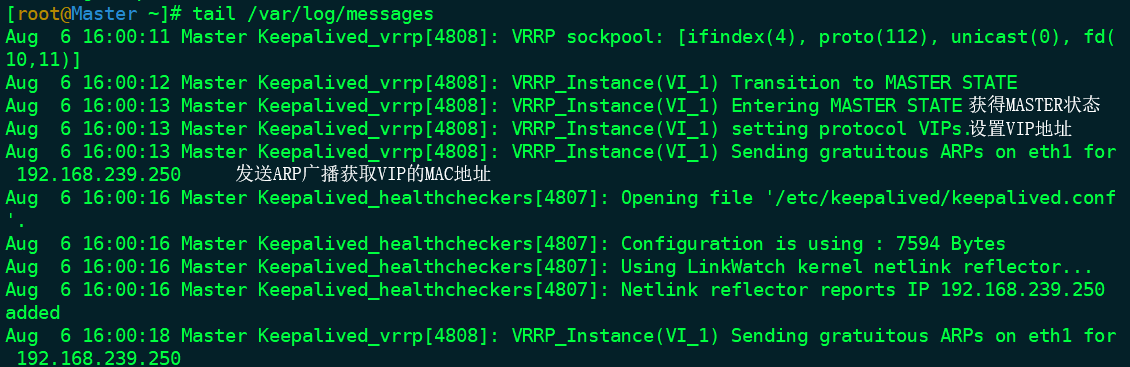 [root@Master ~]# tail /var/log/messages
Aug  6 16:00:11 Master Keepalived_vrrp[4808]: VRRP sockpool: [ifindex(4), proto(112), unicast(0), fd(
10,11)]
Aug  6 16:00:12 Master Keepalived_vrrp[4808]: VRRP_Instance(VI_1) Transition to MASTER STATE
Aug  6 16:00:13 Master Keepalived_vrrp[4808]: VRRP_Instance(VI_1) Entering MASTER STATE 获得MASTER状态
Aug  6 16:00:13 Master Keepalived_vrrp[4808]: VRRP_Instance(VI_1) setting protocol VIPs.设置VIP地址
Aug  6 16:00:13 Master Keepalived_vrrp[4808]: VRRP_Instance(VI_1) Sending gratuitous ARPs on eth1 for
 192.168.239.250 发送ARP广播获取VIP的MAC地址
Aug  6 16:00:16 Master Keepalived_healthcheckers[4807]: Opening file '/etc/keepalived/keepalived.conf
'.
Aug  6 16:00:16 Master Keepalived_healthcheckers[4807]: Configuration is using : 7594 Bytes
Aug  6 16:00:16 Master Keepalived_healthcheckers[4807]: Using LinkWatch kernel netlink reflector...
Aug  6 16:00:16 Master Keepalived_healthcheckers[4807]: Netlink reflector reports IP 192.168.239.250
added
Aug  6 16:00:18 Master Keepalived_vrrp[4808]: VRRP_Instance(VI_1) Sending gratuitous ARPs on eth1 for
 192.168.239.250